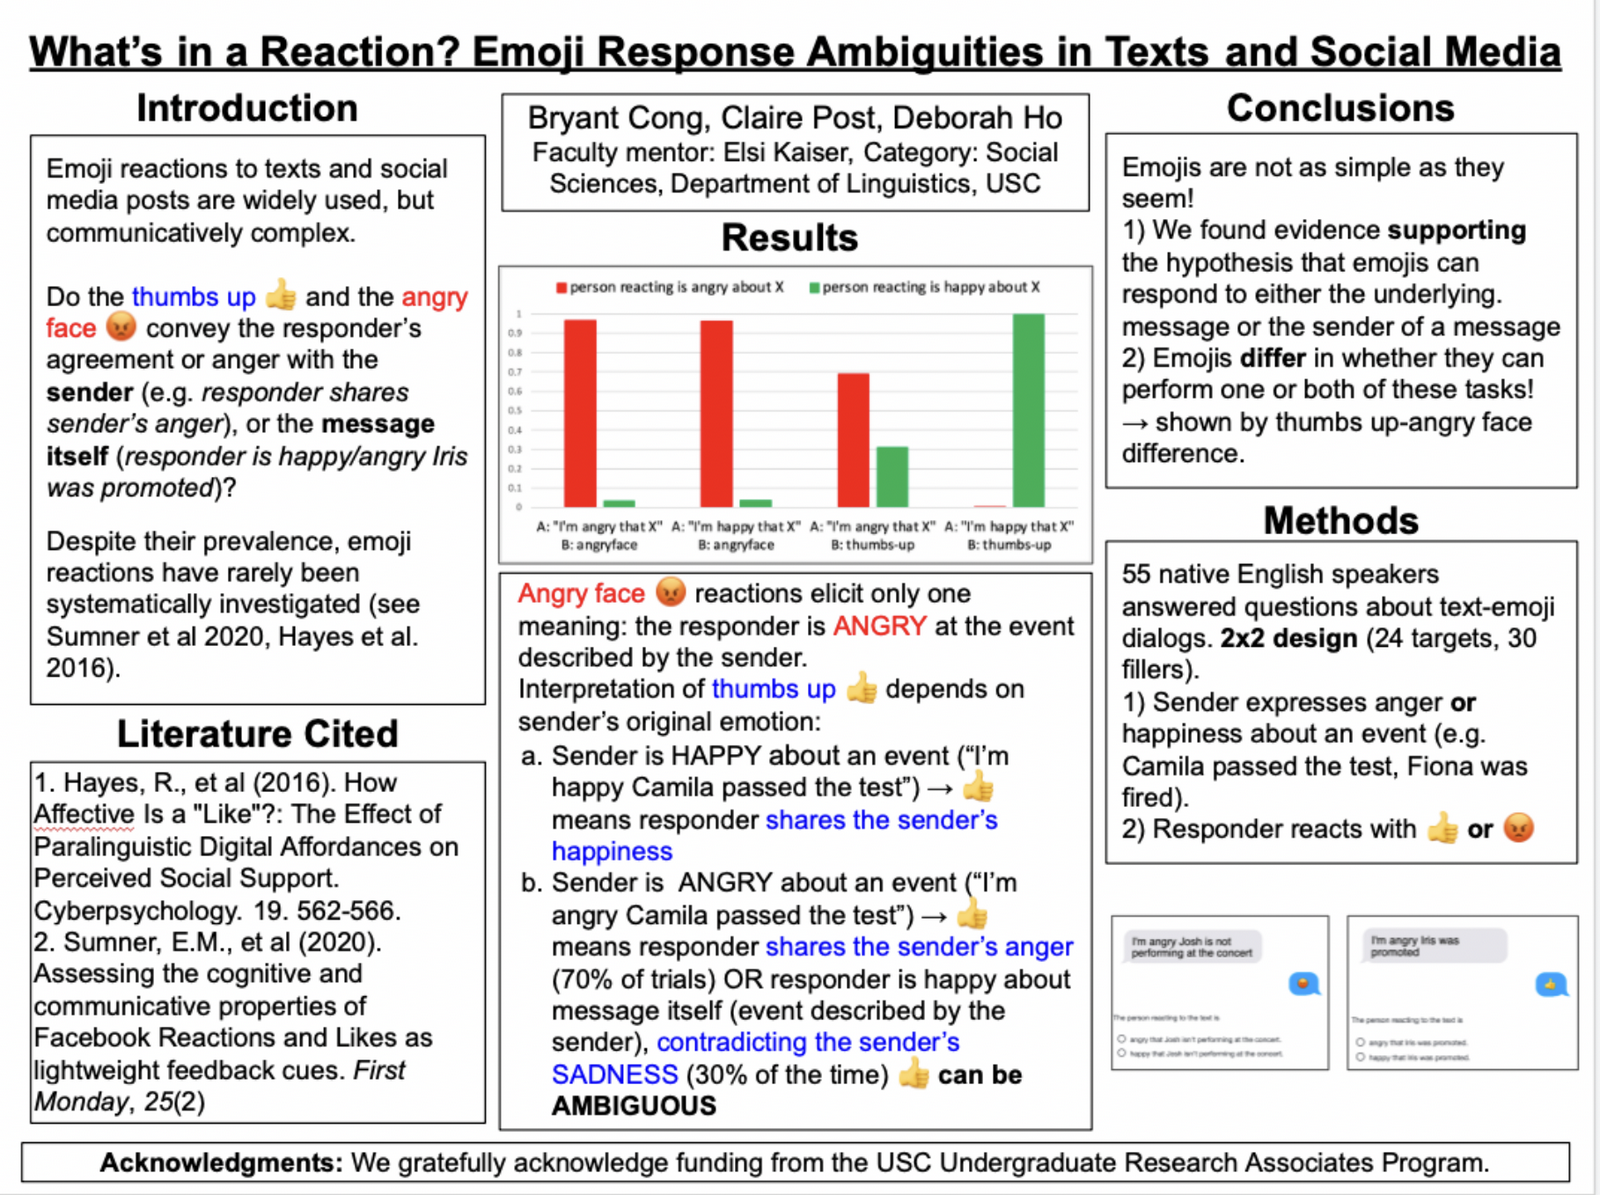 What's in a Reaction? Emoji Response Ambiguities in Texts and Social Media
Introduction
Emoji reactions to texts and social
media posts are widely used, but
communicatively complex.
Do the thumbs up 👍 and the angry
face 😡 convey the responder's
agreement or anger with the
sender (e.g. responder shares
sender's anger), or the message
itself (responder is happy/angry Iris
was promoted)?
Despite their prevalence, emoji
reactions have rarely been
systematically investigated (see
Sumner et al 2020, Hayes et al.
2016).
Literature Cited
1. Hayes, R., et al (2016). How
Affective Is a "Like"?: The Effect of
Paralinguistic Digital Affordances on
Perceived Social Support.
Cyberpsychology. 19. 562-566.
2. Sumner, E.M., et al (2020).
Assessing the cognitive and
communicative properties of
Facebook Reactions and Likes as
lightweight feedback cues. First
Monday, 25(2)
Bryant Cong, Claire Post, Deborah Ho
Faculty mentor: Elsi Kaiser, Category: Social
Sciences, Department of Linguistics, USC
Results
person reacting is angry about X person reacting is happy about X
1
0.9
0.8
0.7
0.6
0.5
0.4
0.3
0.2
0.1
0
A: "I'm angry that X" A: "I'm happy that X" A: "I'm angry that X" A: "I'm happy that X"
B: angryface B: angryface B: thumbs-up B: thumbs-up
Angry face 😡 reactions elicit only one
meaning: the responder is ANGRY at the event
described by the sender.
Interpretation of thumbs up 👍 depends on
sender's original emotion:
a. Sender is HAPPY about an event ("I'm
happy Camila passed the test") → 👍
means responder shares the sender's
happiness
b. Sender is ANGRY about an event ("I'm
angry Camila passed the test") → 👍
means responder shares the sender's anger
(70% of trials) OR responder is happy about
message itself (event described by the
sender), contradicting the sender's
SADNESS (30% of the time) 👍 can be
AMBIGUOUS
Conclusions
Emojis are not as simple as they
seem!
1) We found evidence supporting
the hypothesis that emojis can
respond to either the underlying.
message or the sender of a message
2) Emojis differ in whether they can
perform one or both of these tasks!
→ shown by thumbs up-angry face
difference.
Methods
55 native English speakers
answered questions about text-emoji
dialogs. 2x2 design (24 targets, 30
fillers).
1) Sender expresses anger or
happiness about an event (e.g.
Camila passed the test, Fiona was
fired).
2) Responder reacts with 👍 or 😡
I'm angry Josh is not
performing at the concert
The person reacting to the text is
angry that Josh isn't performing at the concert.
happy that Josh isn't performing at the concert.
I'm angry Iris was
promoted
The person reacting to the text is
angry that Iris was promoted.
happy that Iris was promoted.
Acknowledgments: We gratefully acknowledge funding from the USC Undergraduate Research Associates Program.